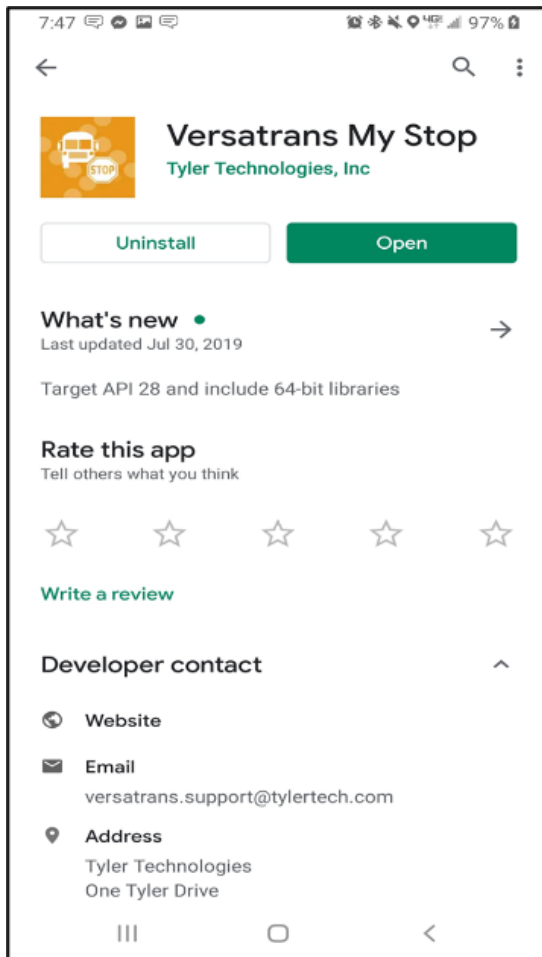 7:47
97%
Versatrans My Stop
STOP
Tyler Technologies, Inc
Uninstall
Open
What's new
Last updated Jul 30, 2019
Target API 28 and include 64-bit libraries
Rate this app
Tell others what you think
Write a review
Developer contact
Website
Email
versatrans.support@tylertech.com
Address
Tyler Technologies
One Tyler Drive